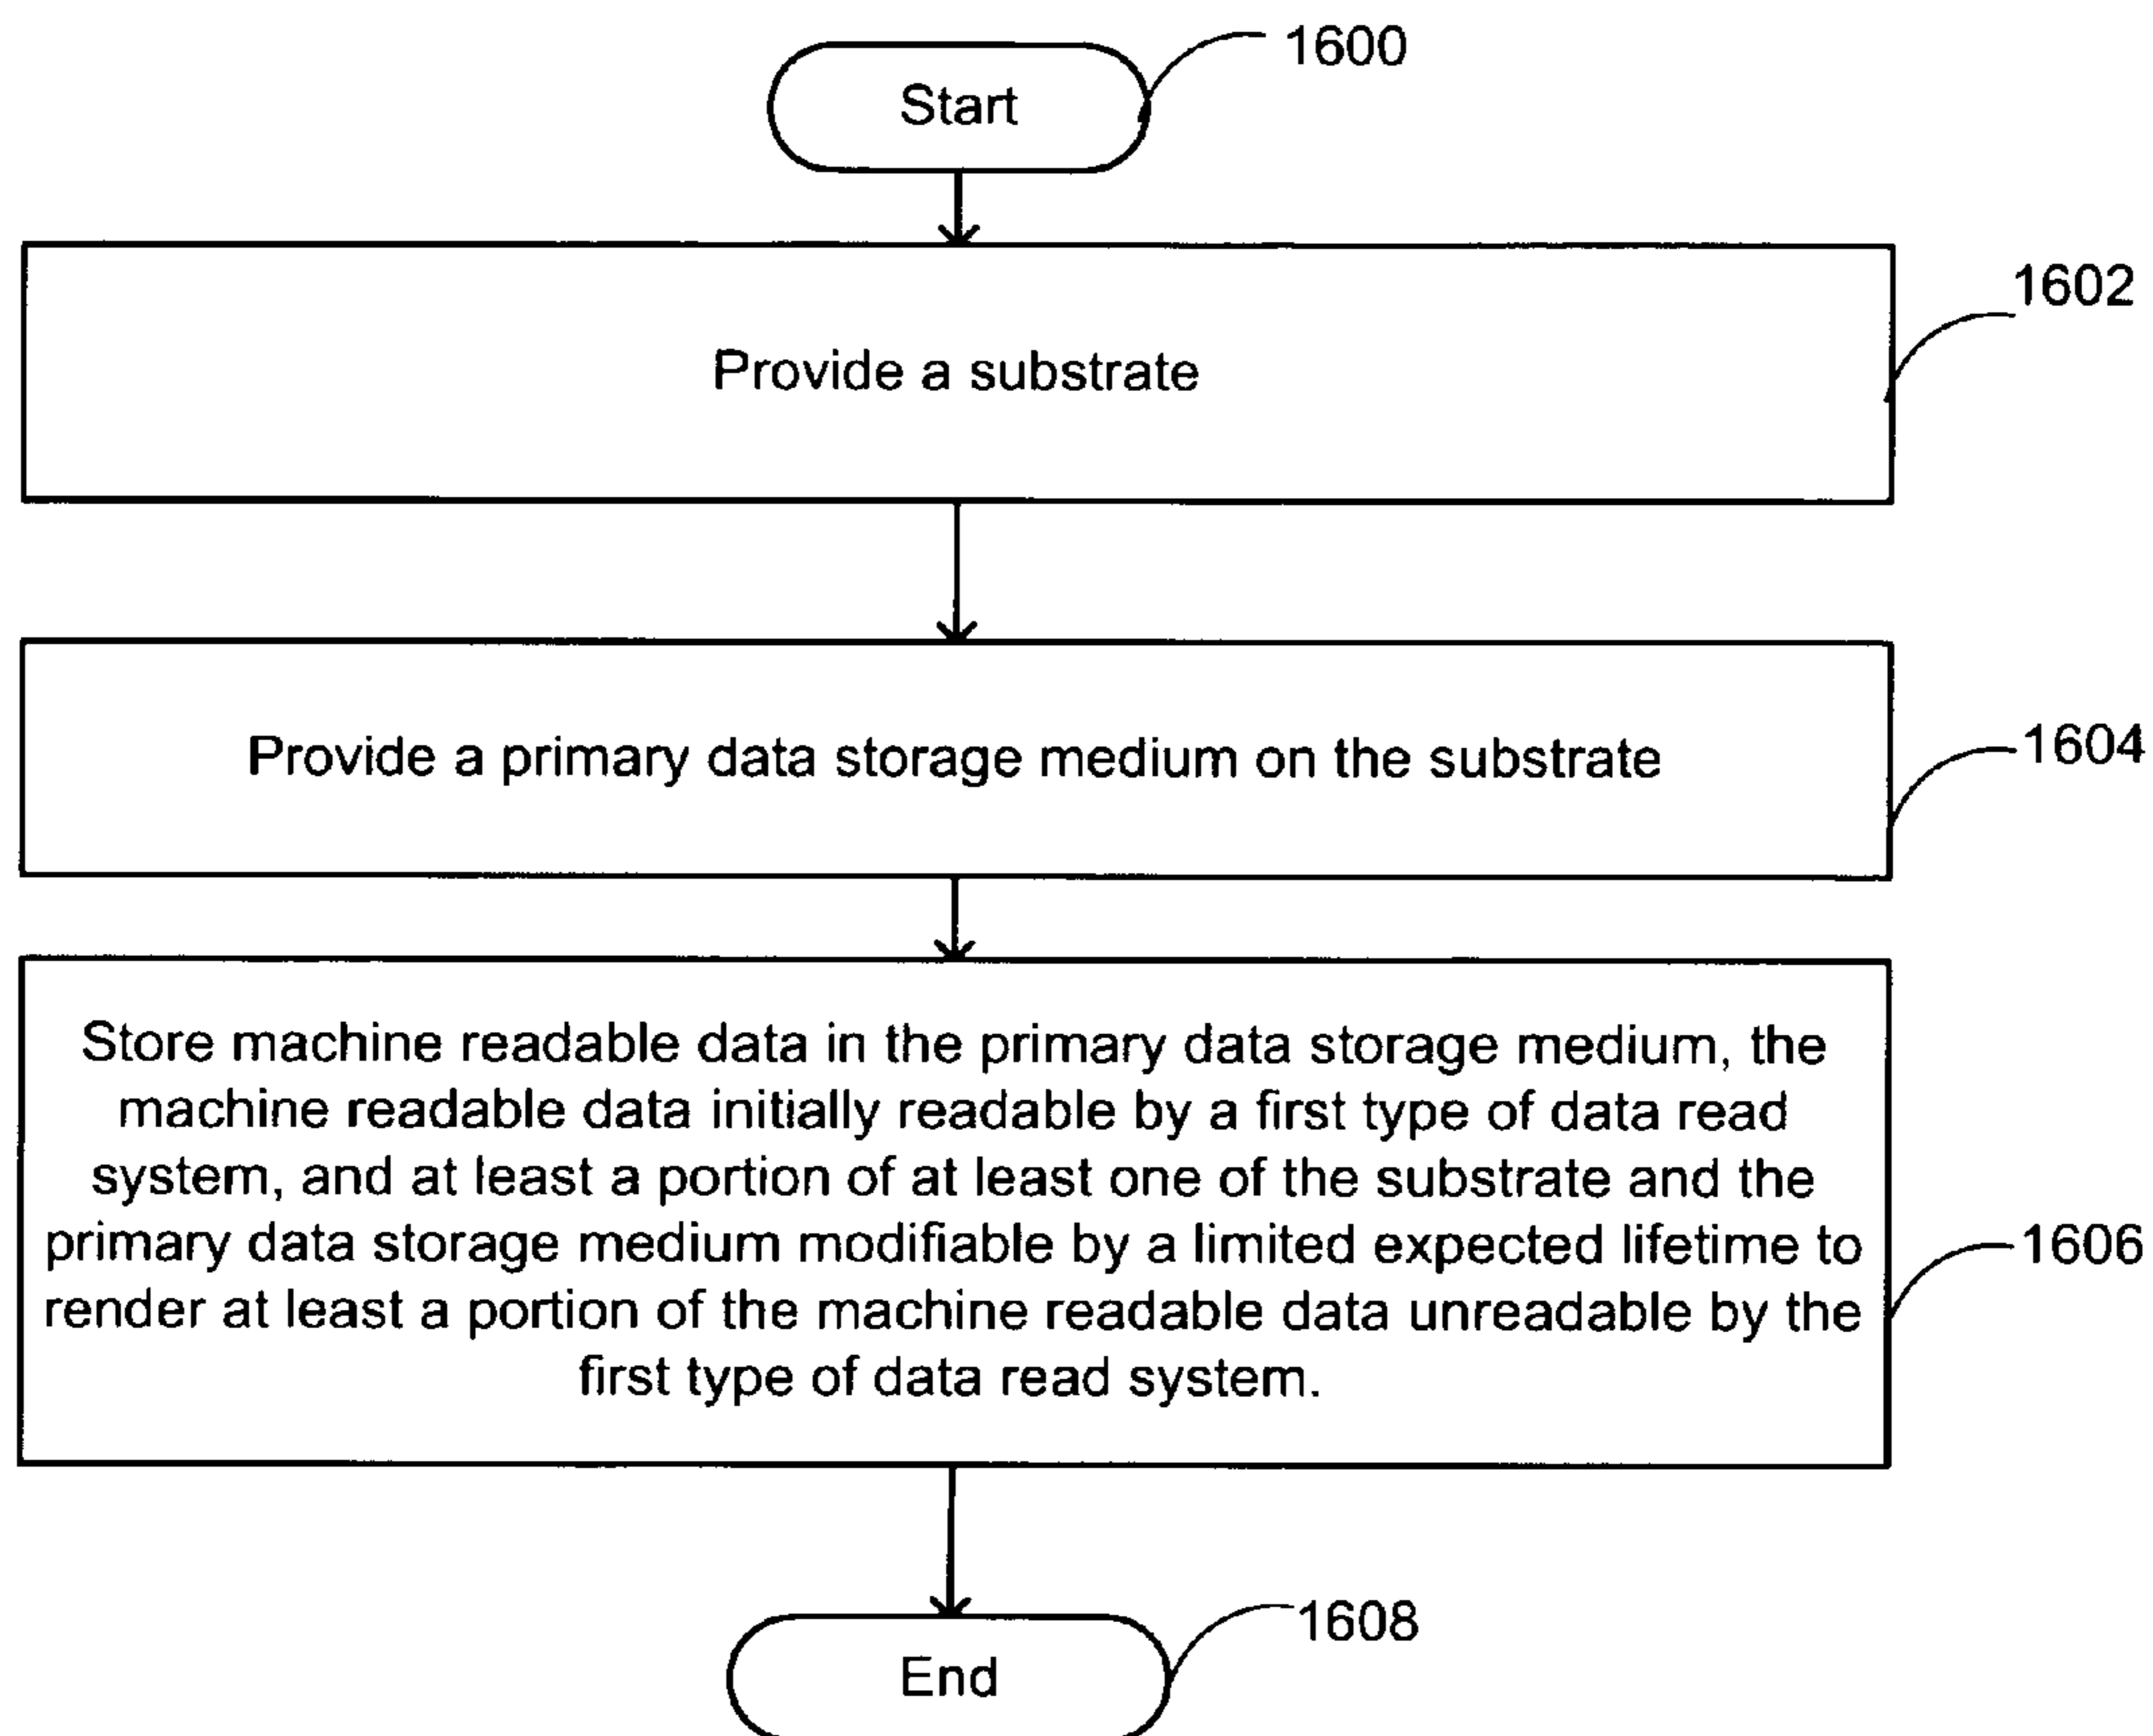 Start
1600
Provide a substrate
1602
Provide a primary data storage medium on the substrate
1604
Store machine readable data in the primary data storage medium, the
machine readable data initially readable by a first type of data read
system, and at least a portion of at least one of the substrate and the
primary data storage medium modifiable by a limited expected lifetime to
render at least a portion of the machine readable data unreadable by the
first type of data read system.
1606
End
1608